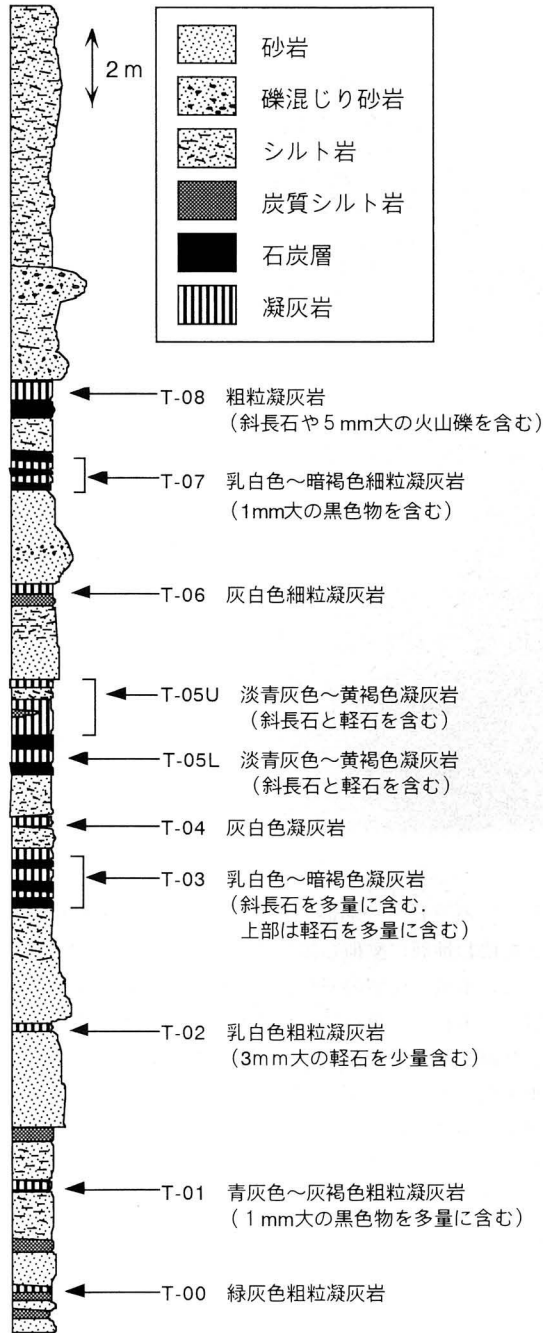 2 m
砂岩
礫混じり砂岩
シルト岩
炭質シルト岩
石炭層
凝灰岩
T-08 粗粒凝灰岩
(斜長石や5 mm大の火山礫を含む)
T-07 乳白色〜暗褐色細粒凝灰岩
(1mm大の黒色物を含む)
T-06 灰白色細粒凝灰岩
T-05U 淡青灰色〜黄褐色凝灰岩
(斜長石と軽石を含む)
T-05L 淡青灰色〜黄褐色凝灰岩
(斜長石と軽石を含む)
T-04 灰白色凝灰岩
T-03 乳白色〜暗褐色凝灰岩
(斜長石を多量に含む.
上部は軽石を多量に含む)
T-02 乳白色粗粒凝灰岩
(3mm大の軽石を少量含む)
T-01 青灰色〜灰褐色粗粒凝灰岩
(1mm大の黒色物を多量に含む)
T-00 緑灰色粗粒凝灰岩